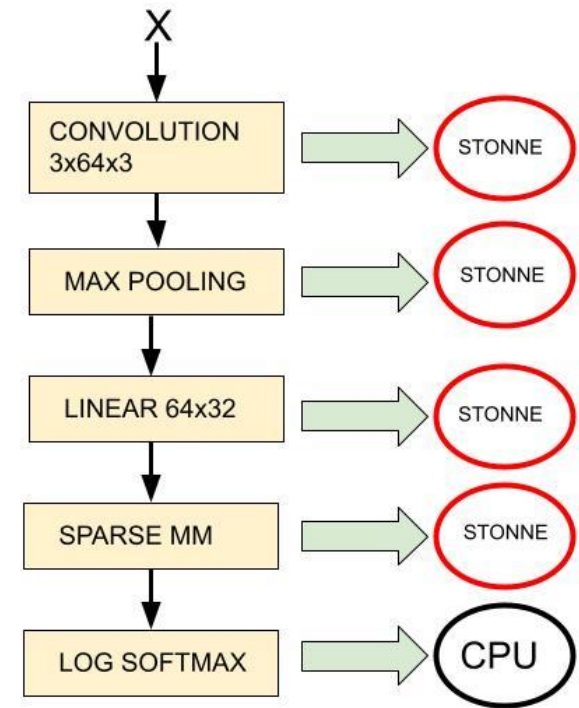 X
CONVOLUTION
3x64x3
STONNE
MAX POOLING
STONNE
LINEAR 64x32
STONNE
SPARSE MM
STONNE
LOG SOFTMAX
CPU